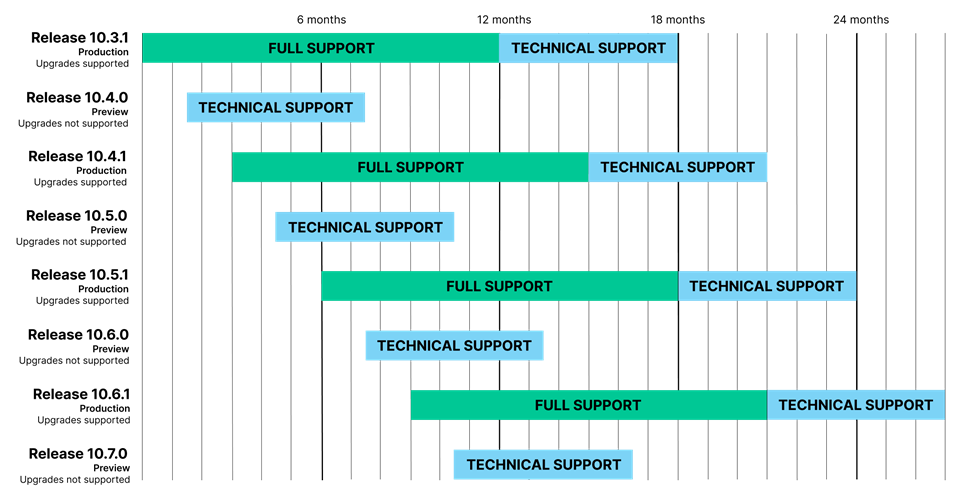 6 months
12 months
18 months
24 months
Release 10.3.1
Production
Upgrades supported
FULL SUPPORT
TECHNICAL SUPPORT
Release 10.4.0
Preview
Upgrades not supported
TECHNICAL SUPPORT
Release 10.4.1
Production
Upgrades supported
FULL SUPPORT
TECHNICAL SUPPORT
Release 10.5.0
Preview
Upgrades not supported
TECHNICAL SUPPORT
Release 10.5.1
Production
Upgrades supported
FULL SUPPORT
TECHNICAL SUPPORT
Release 10.6.0
Preview
Upgrades not supported
TECHNICAL SUPPORT
Release 10.6.1
Production
Upgrades supported
FULL SUPPORT
TECHNICAL SUPPORT
Release 10.7.0
Preview
Upgrades not supported
TECHNICAL SUPPORT